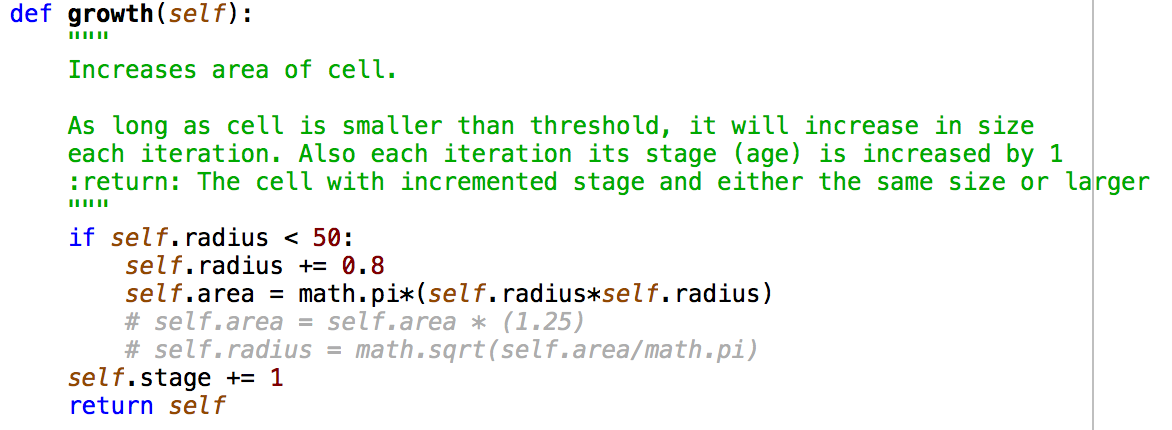 def growth(self):
    """
    Increases area of cell.

    As long as cell is smaller than threshold, it will increase in size
    each iteration. Also each iteration its stage (age) is increased by 1
    :return: The cell with incremented stage and either the same size or larger
    """
    if self.radius < 50:
        self.radius += 0.8
        self.area = math.pi*(self.radius*self.radius)
        # self.area = self.area * (1.25)
        # self.radius = math.sqrt(self.area/math.pi)
    self.stage += 1
    return self